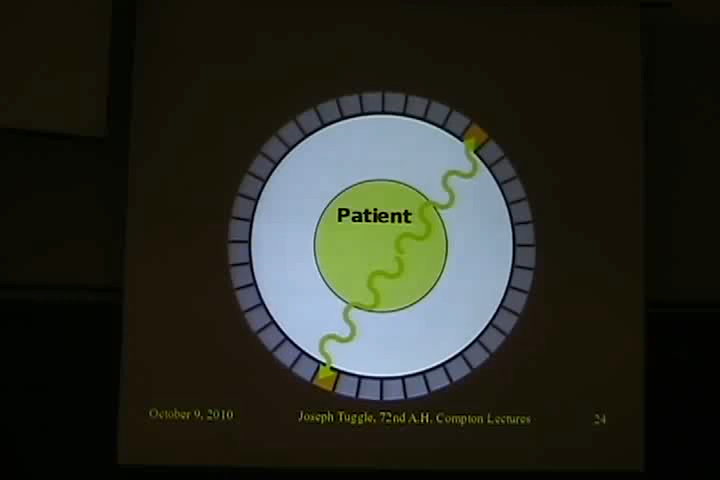 Patient
October 9, 2010
Joseph Tuggle, 72nd A.H. Compton Lectures
24